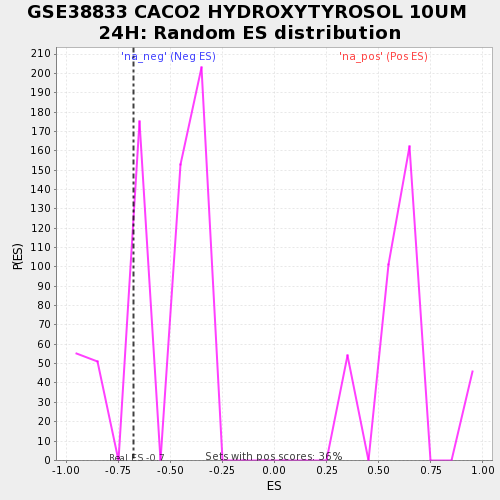 GSE38833 CACO2 HYDROXYTYROSOL 10UM
24H: Random ES distribution
'na_neg' (Neg ES)
'na_pos' (Pos ES)
210
200
190
180
170
160
150
140
130
120
110
100
90
80
70
60
50
40
30
20
10
0
P(ES)
Real ES -0.7
Sets with pos scores: 36%
-1.00 -0.75 -0.50 -0.25 0.00 0.25 0.50 0.75 1.00
ES